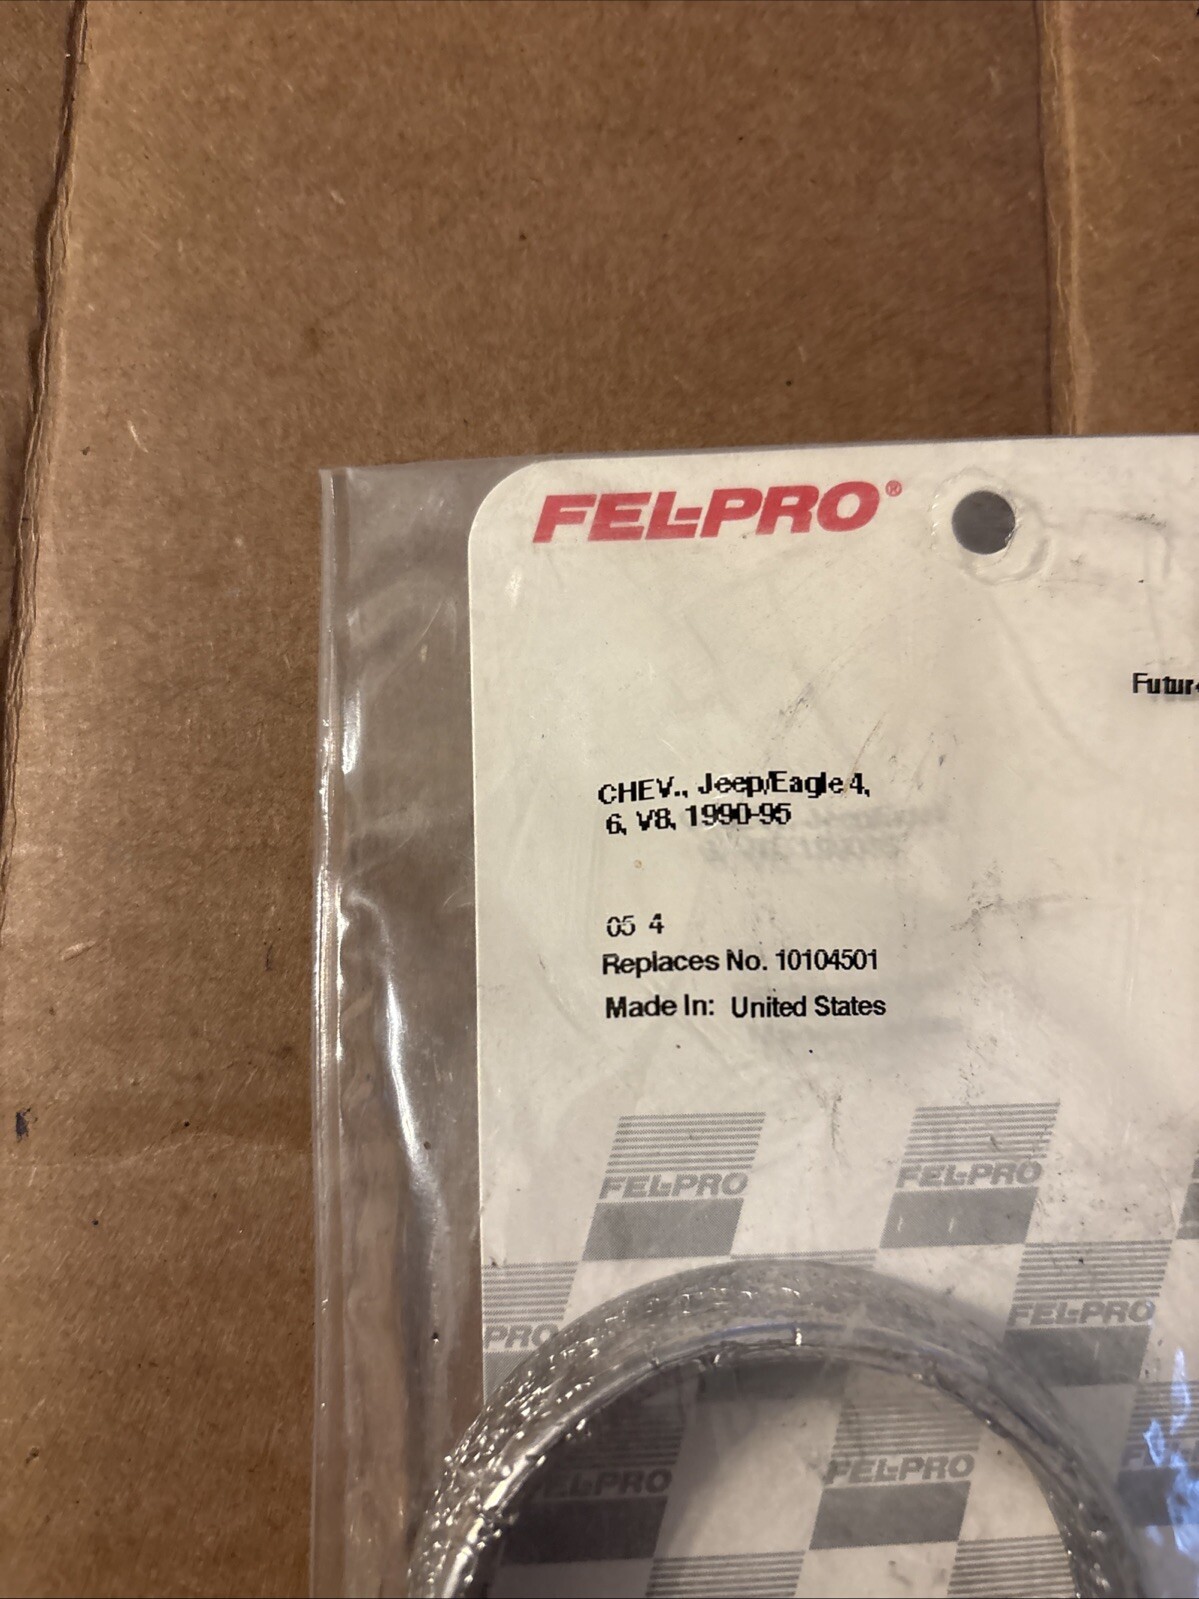 FEL-PRO®
CHEV., Jeep/Eagle 4,
6, V8, 1990-95
05 4
Replaces No. 10104501
Made In: United States
FEL-PRO
FEL-PRO
FEL-PRO
PRO
FEL-PRO
FEL-PRO